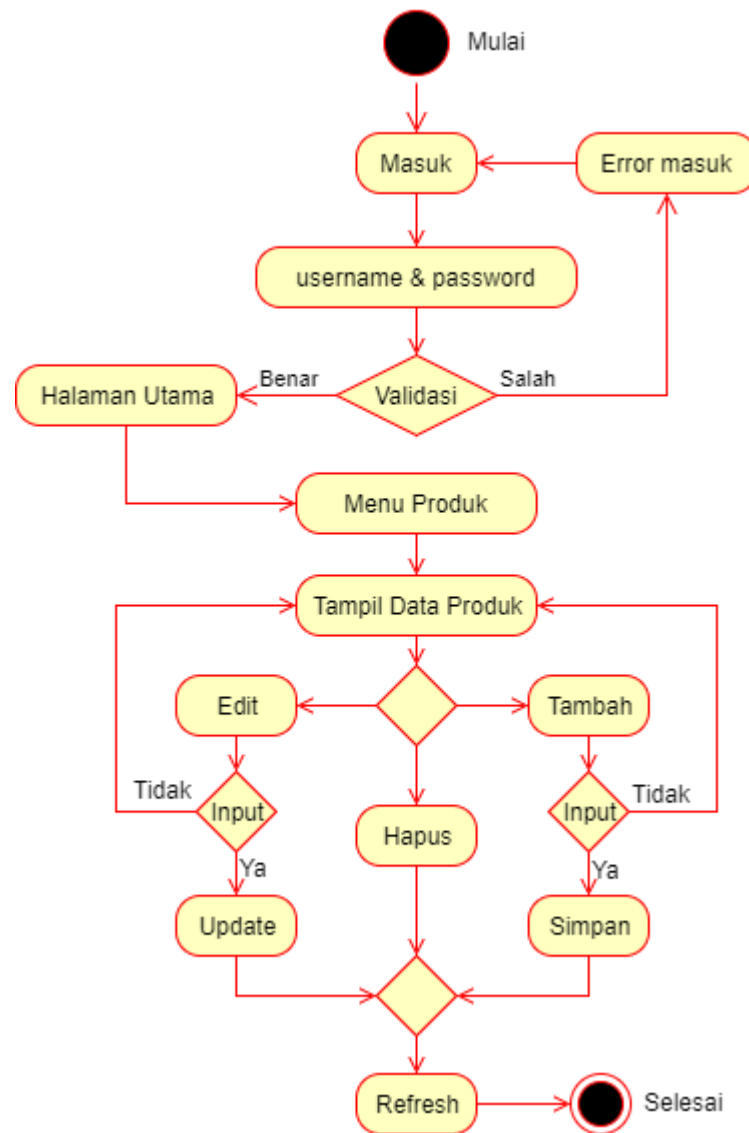 Mulai
Masuk
Error masuk
username & password
Benar
Salah
Halaman Utama
Validasi
Menu Produk
Tampil Data Produk
Edit
Tambah
Tidak
Input
Input
Tidak
Hapus
Ya
Ya
Update
Simpan
Refresh
Selesai